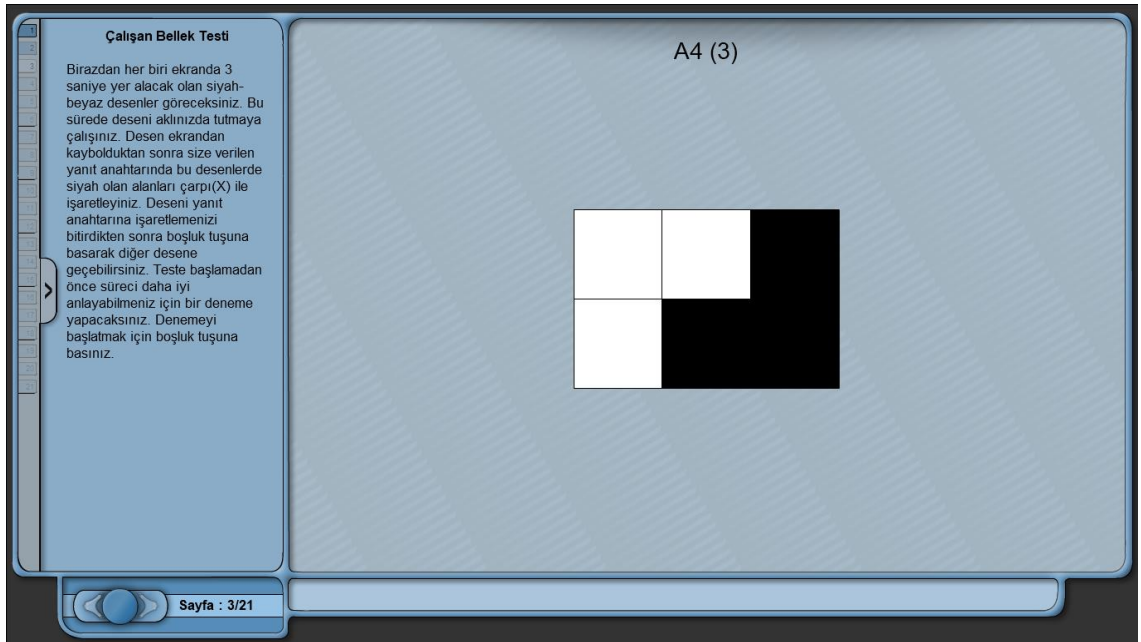 Çalışan Bellek Testi
Birazdan her biri ekranda 3
saniye yer alacak olan siyah-
beyaz desenler göreceksiniz. Bu
sürede deseni aklınızda tutmaya
çalışınız. Desen ekrandan
kaybolduktan sonra size verilen
yanıt anahtarında bu desenlerde
siyah olan alanları çarpı(X) ile
işaretleyiniz. Deseni yanıt
anahtarına işaretlemenizi
bitirdikten sonra boşluk tuşuna
basarak diğer desene
geçebilirsiniz. Teste başlamadan
önce süreci daha iyi
anlayabilmeniz için bir deneme
yapacaksınız. Denemeyi
başlatmak için boşluk tuşuna
basınız.
A4 (3)
Sayfa : 3/21